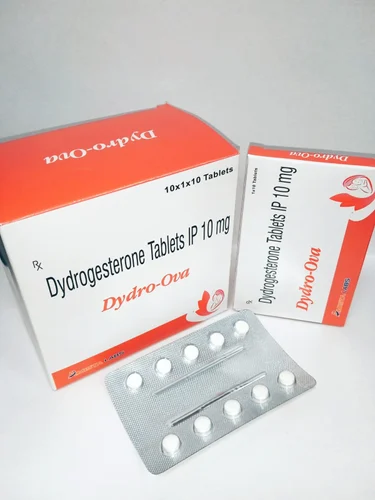 Dydro-Ova
10x1x10 Tablets
Rx
Dydrogesterone Tablets IP 10 mg
Dydro-Ova
1x10 Tablets
Dydrogesterone Tablets IP 10 mg
Dydro-Ova